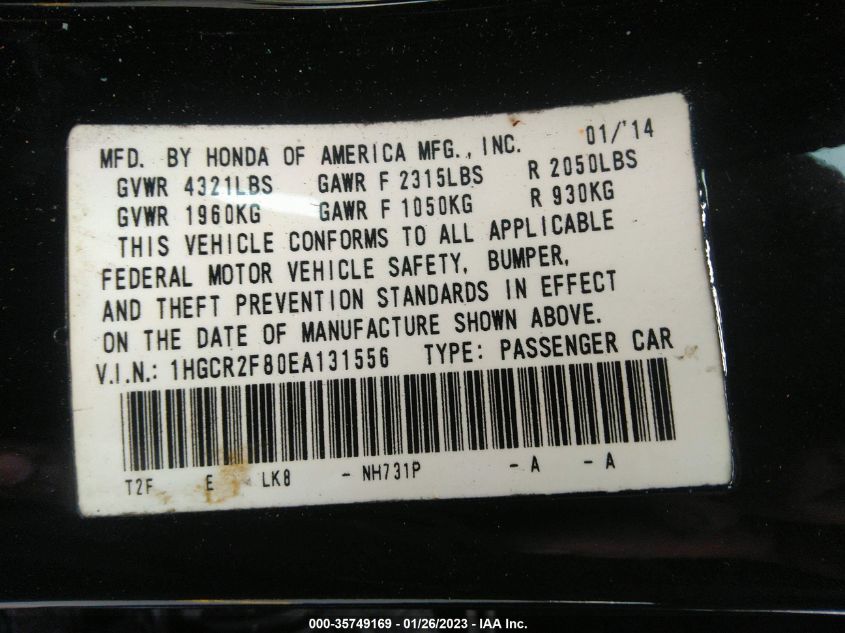 MFD. BY HONDA OF AMERICA MFG., INC. 01/'14
GVWR 4321LBS GAWR F 2315LBS R 2050LBS
GVWR 1960KG GAWR F 1050KG R 930KG
THIS VEHICLE CONFORMS TO ALL APPLICABLE
FEDERAL MOTOR VEHICLE SAFETY, BUMPER,
AND THEFT PREVENTION STANDARDS IN EFFECT
ON THE DATE OF MANUFACTURE SHOWN ABOVE.
V.I.N.: 1HGCR2F80EA131556 TYPE: PASSENGER CAR
T2F E LK8 - NH731P - A - A
000-35749169 - 01/26/2023 - IAA Inc.